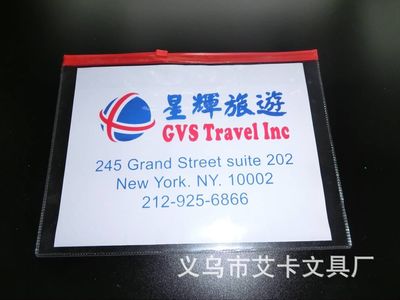 星輝旅遊
GVS Travel Inc
245 Grand Street suite 202
New York. NY. 10002
212-925-6866
义乌市艾卡文具厂